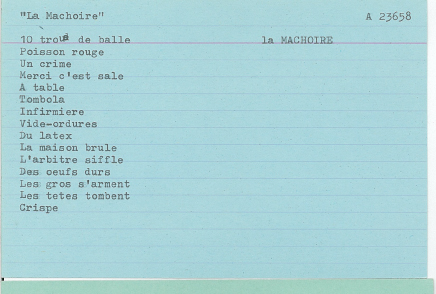 "La Machoire" A 23658
10 trous de balle la MACHOIRE
Poisson rouge
Un crime
Merci c'est sale
A table
Tombola
Infirmiere
Vide-ordures
Du latex
La maison brule
L'arbitre siffle
Des oeufs durs
Les gros s'arment
Les tetes tombent
Crispe